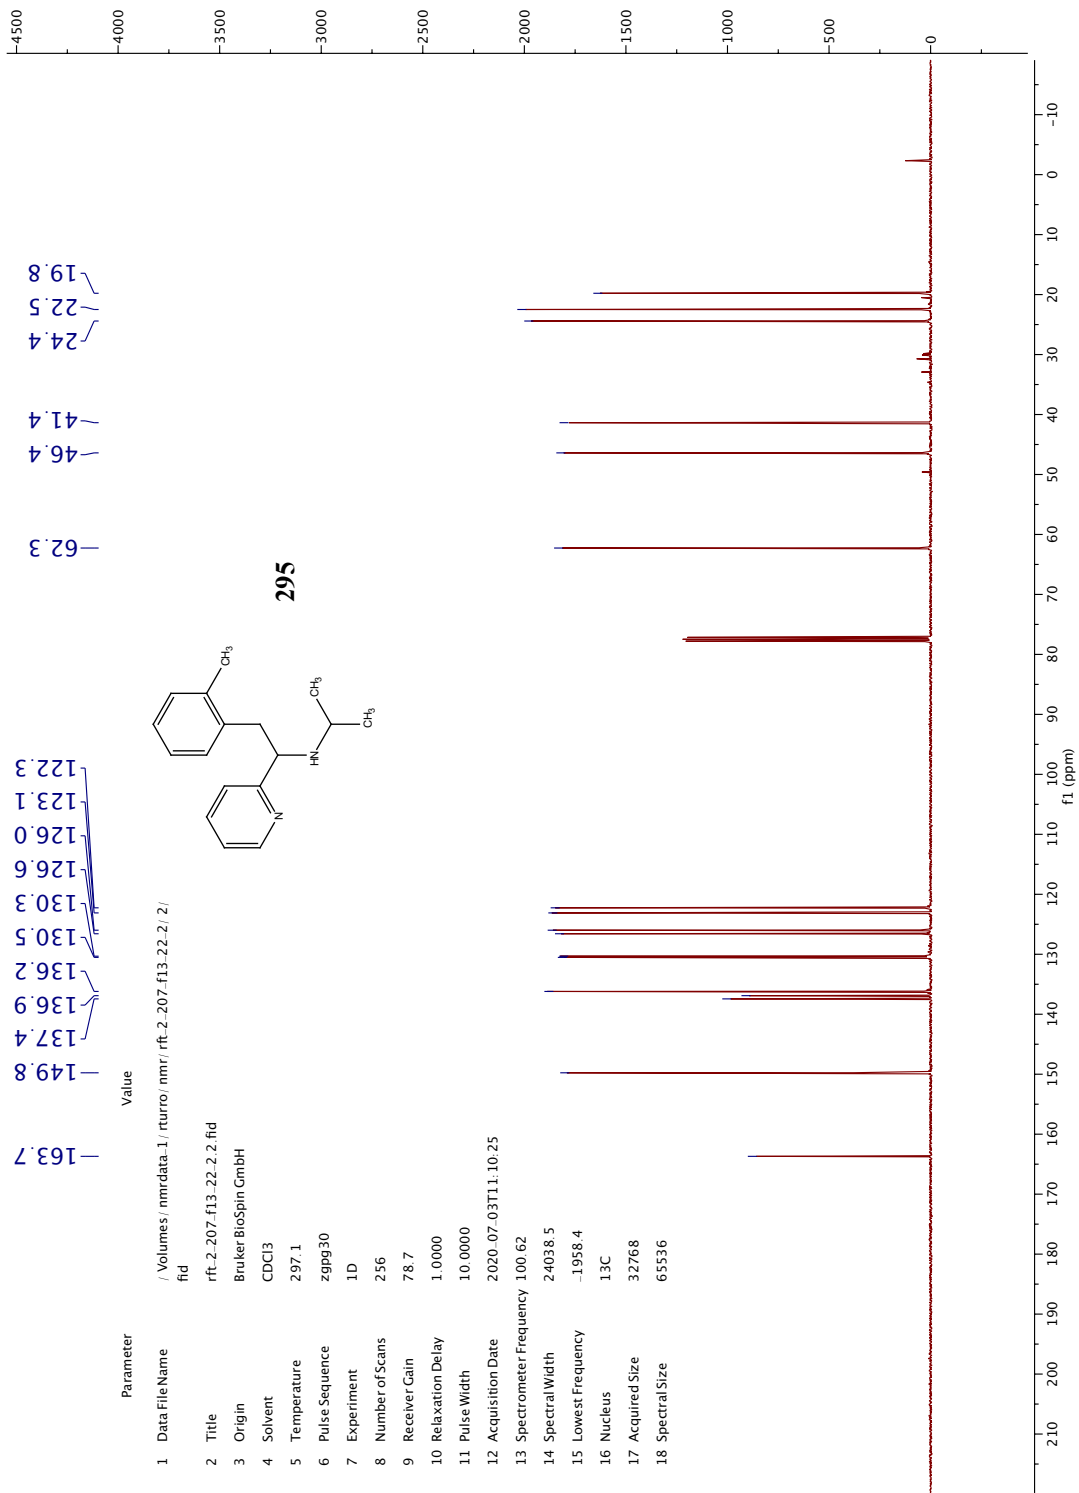 Parameter Value
1 Data File Name / Volumes/ nmrdata-1/ rturro/ nmr/ rft-2-207-f13-22-2/ 2/
fid
2 Title rft-2-207-f13-22-2.2.fid
3 Origin Bruker BioSpin GmbH
4 Solvent CDCl3
5 Temperature 297.1
6 Pulse Sequence zgpg30
7 Experiment 1D
8 Number of Scans 256
9 Receiver Gain 78.7
10 Relaxation Delay 1.0000
11 Pulse Width 10.0000
12 Acquisition Date 2020-07-03T11:10:25
13 Spectrometer Frequency 100.62
14 Spectral Width 24038.5
15 Lowest Frequency -1958.4
16 Nucleus 13C
17 Acquired Size 32768
18 Spectral Size 65536
163.7
149.8
137.4
136.9
136.2
130.5
130.3
126.6
126.0
123.1
122.3
62.3
46.4
41.4
24.4
22.5
19.8
CH3
N
HN
CH3
CH3
295
4500
4000
3500
3000
2500
2000
1500
1000
500
0
210 200 190 180 170 160 150 140 130 120 110 100 90 80 70 60 50 40 30 20 10 0 -10
f1 (ppm)